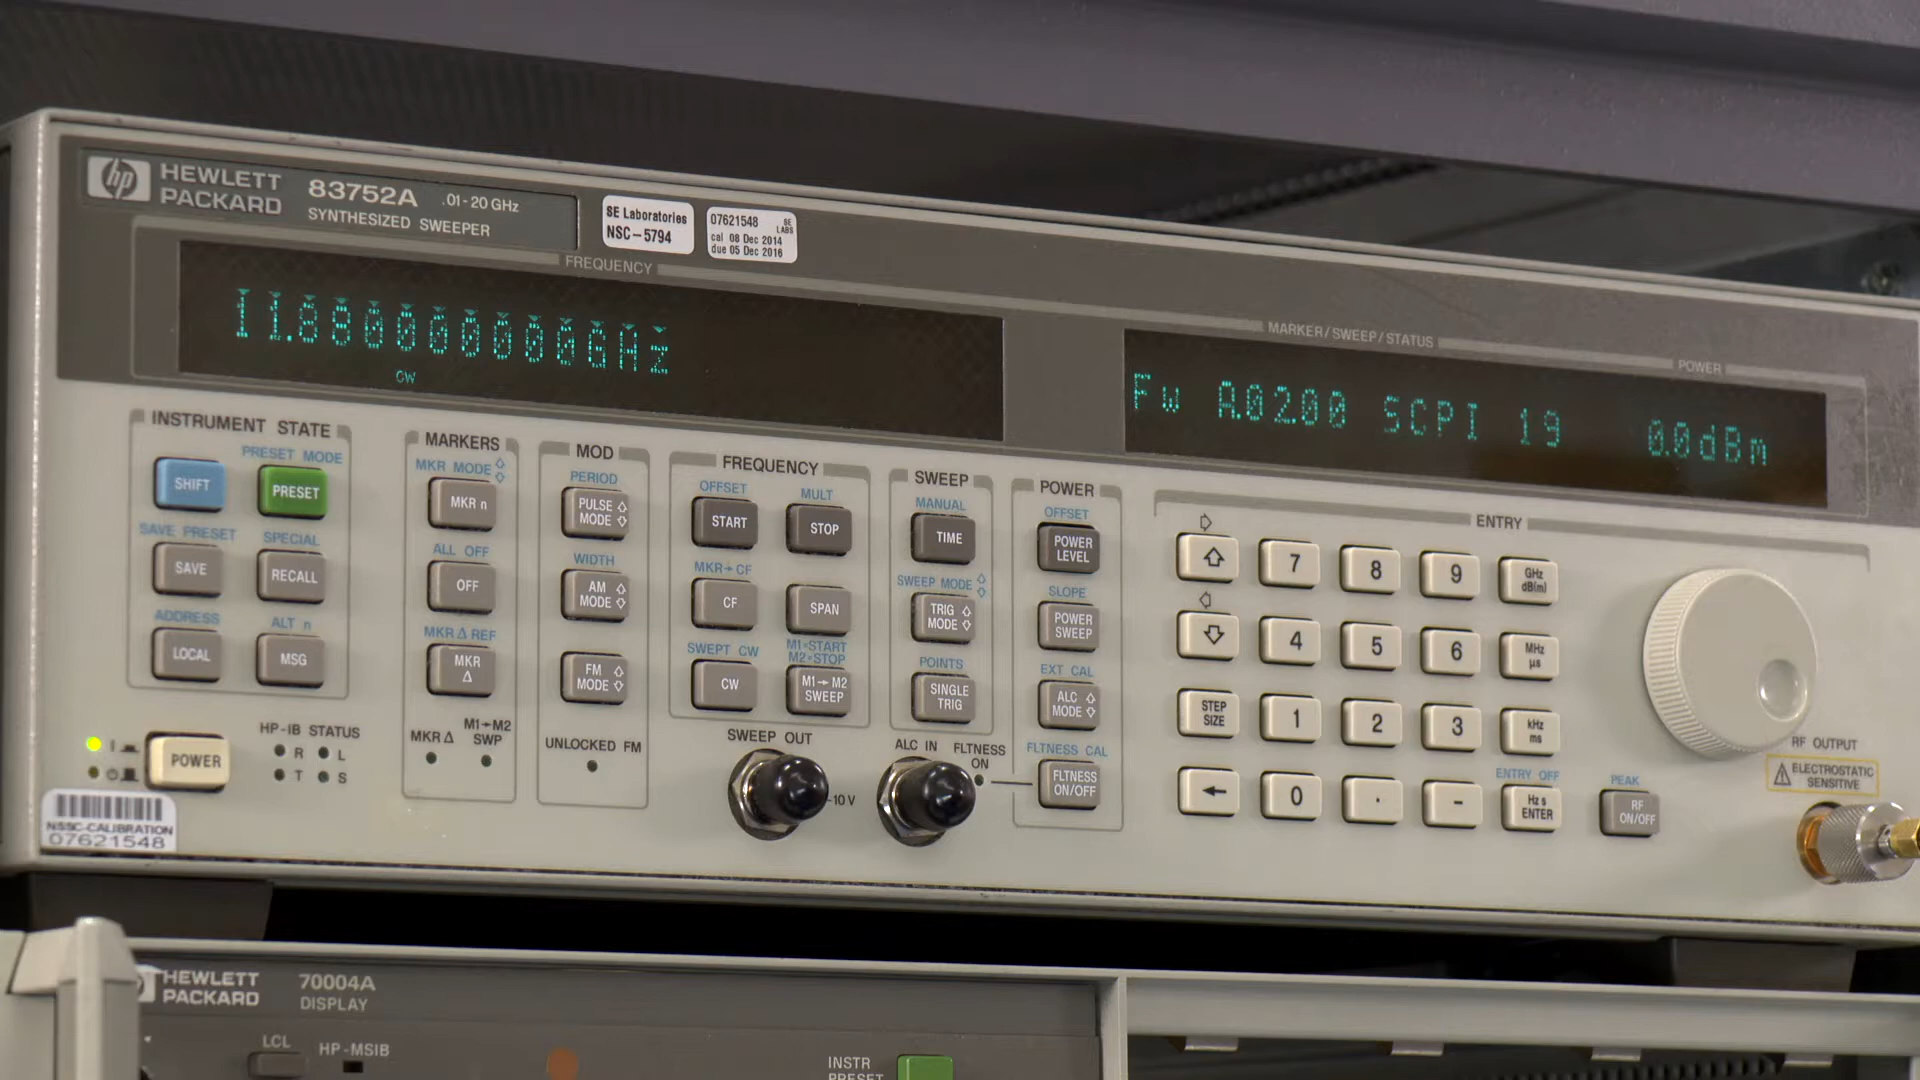 hp HEWLETT PACKARD
83752A .01-20 GHz
SYNTHESIZED SWEEPER
SE Laboratories
NSC-5794
07621548 SE LABS
cal 08 Dec 2014
due 05 Dec 2016
FREQUENCY
11.880000000GHz
CW
MARKER/SWEEP/STATUS
POWER
Fw A.02.00 SCPI 19 0.0dBm
INSTRUMENT STATE
PRESET MODE
SHIFT
PRESET
SAVE PRESET
SPECIAL
SAVE
RECALL
ADDRESS
ALT n
LOCAL
MSG
MARKERS
MKR MODE
MKR n
ALL OFF
OFF
MKR Δ REF
MKR Δ
MOD
PERIOD
PULSE MODE
WIDTH
AM MODE
FM MODE
FREQUENCY
OFFSET
MULT
START
STOP
MKR→CF
CF
SPAN
SWEPT CW
M1=START
M2=STOP
CW
M1→M2 SWEEP
SWEEP
MANUAL
TIME
SWEEP MODE
TRIG MODE
POINTS
SINGLE TRIG
POWER
OFFSET
POWER LEVEL
SLOPE
POWER SWEEP
EXT CAL
ALC MODE
FLTNESS CAL
FLTNESS ON/OFF
ENTRY
7 8 9 GHz dB(m)
4 5 6 MHz µs
STEP SIZE 1 2 3 kHz ms
ENTRY OFF
← 0 . - Hz s ENTER
PEAK
RF ON/OFF
RF OUTPUT
ELECTROSTATIC SENSITIVE
POWER
HP-IB STATUS
R L
T S
MKR Δ
M1→M2 SWP
UNLOCKED FM
SWEEP OUT
-10 V
ALC IN
FLTNESS ON
NSSC-CALIBRATION
07621548
HEWLETT PACKARD
70004A
DISPLAY
LCL
HP-MSIB
INSTR PRESET